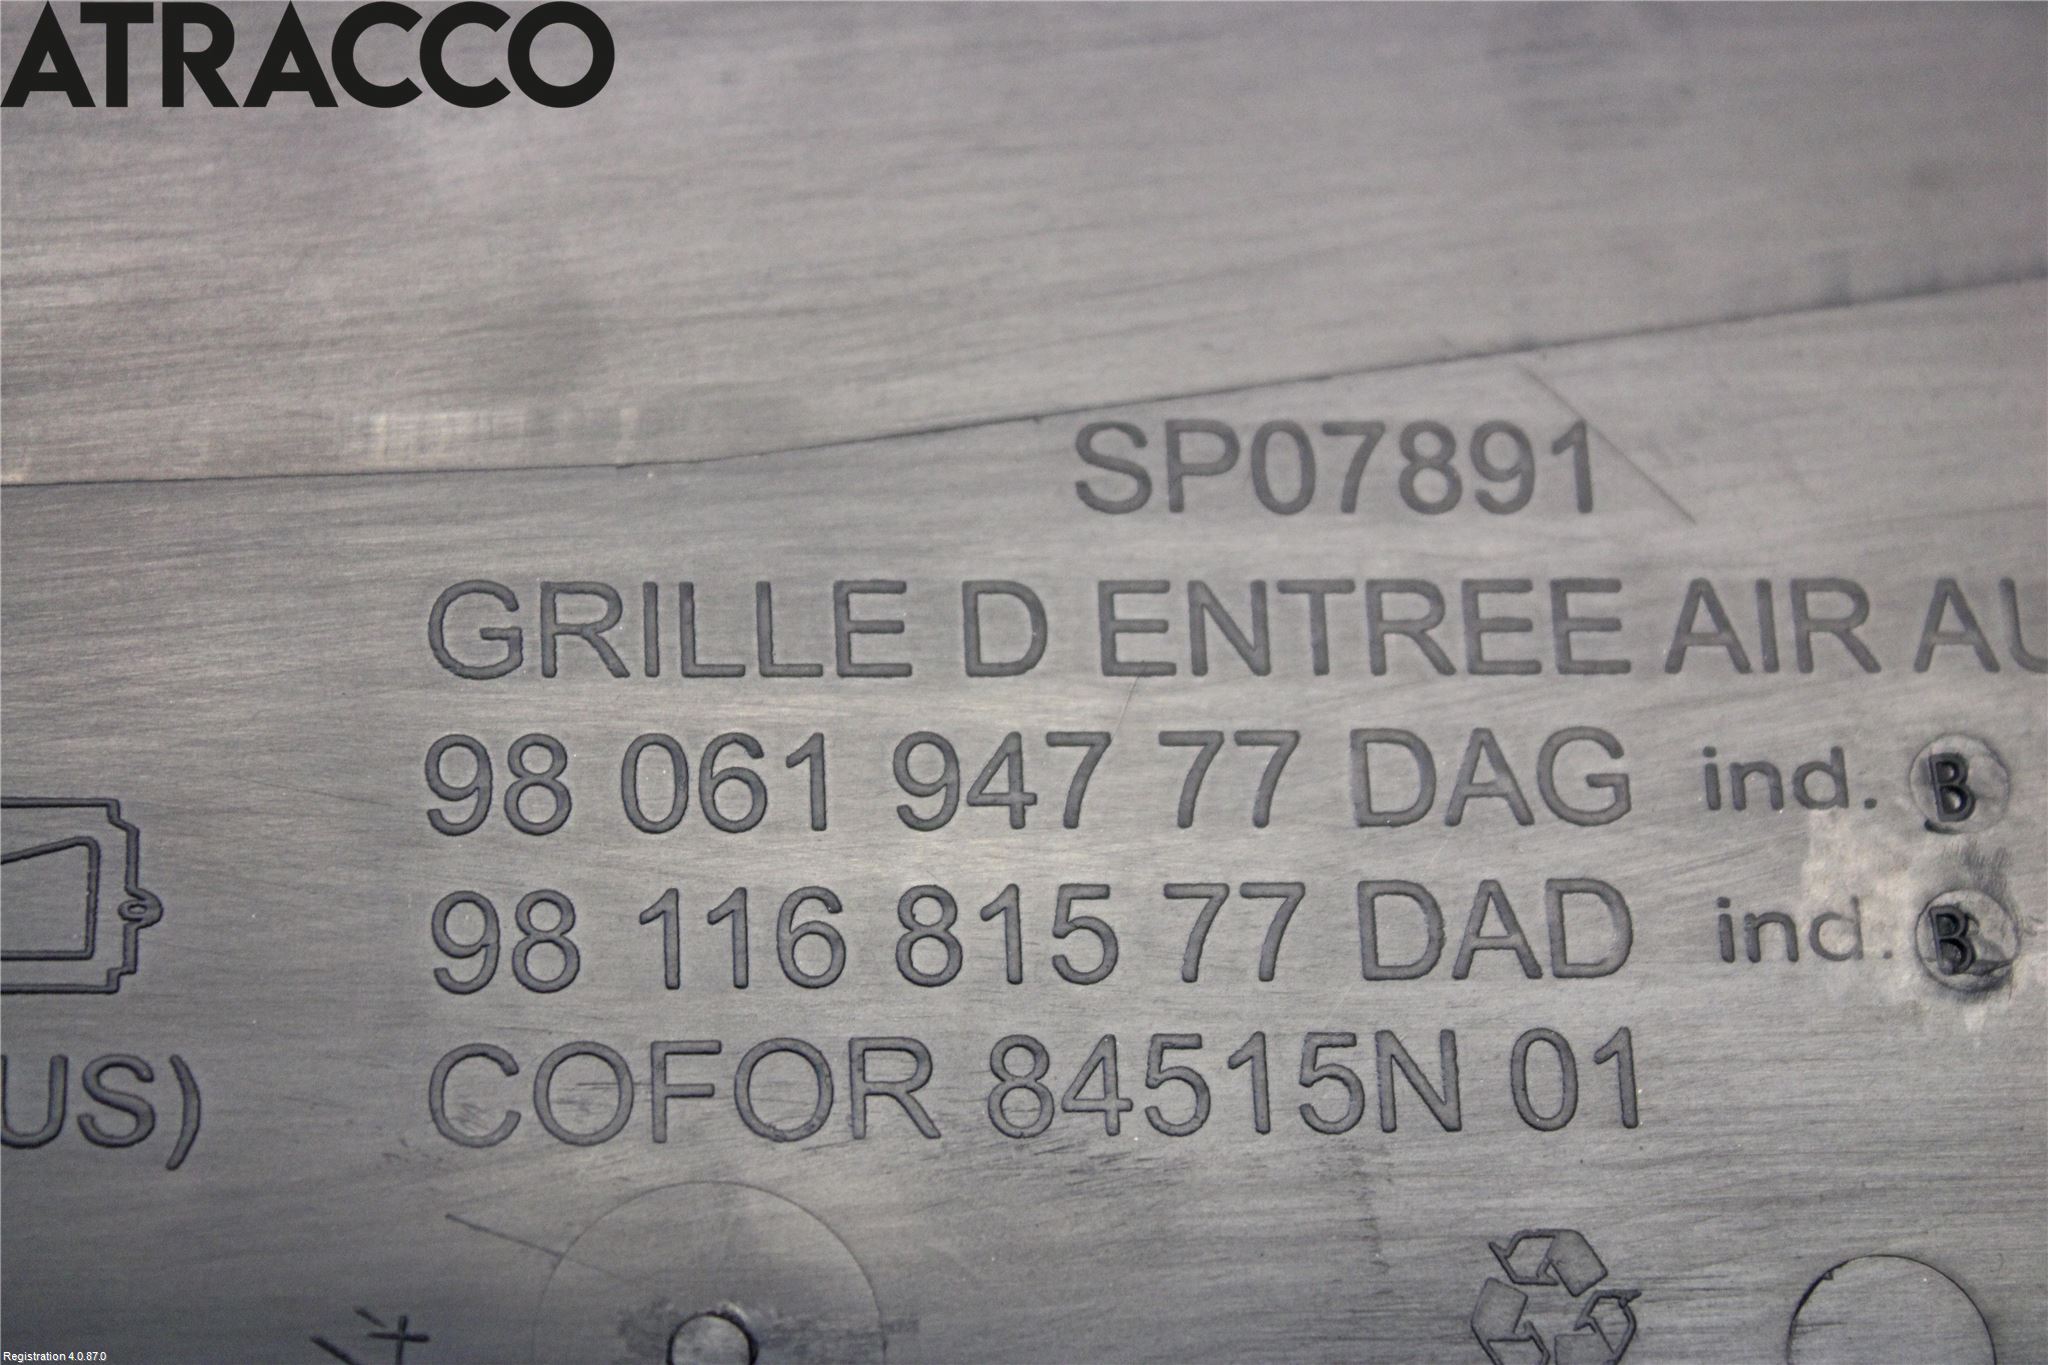 ATRACCO
SP07891
GRILLE D ENTREE AIR AU
98 061 947 77 DAG ind. B
98 116 815 77 DAD ind. B
COFOR 84515N 01
US)
Registration 4.0.87.0